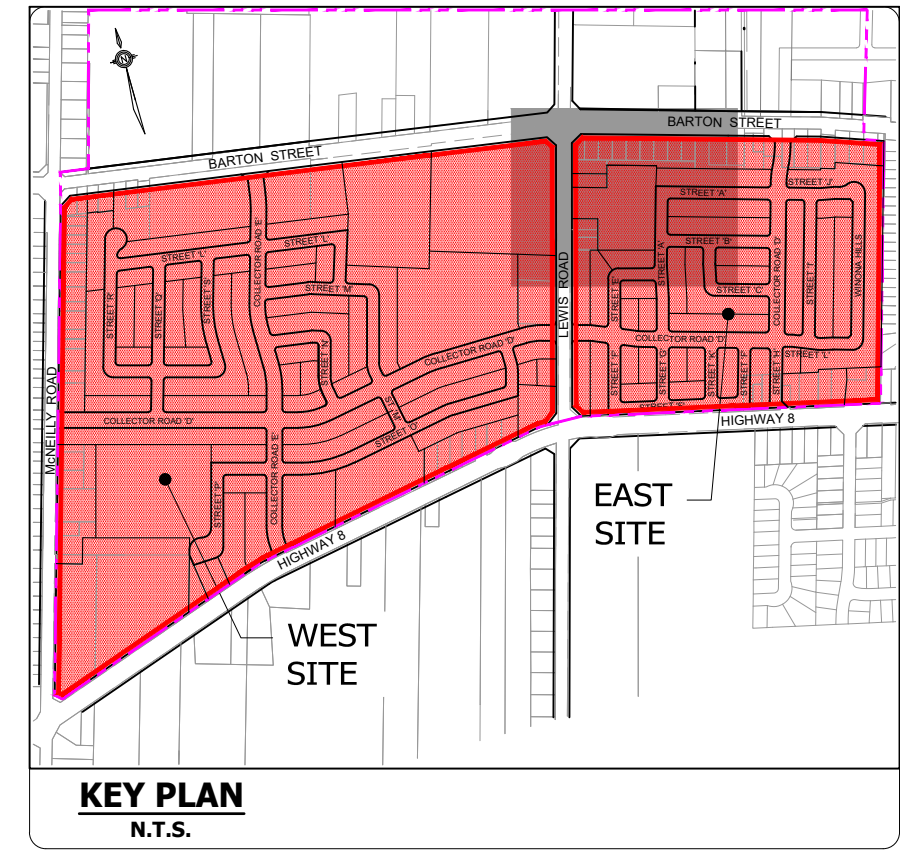 N
BARTON STREET
BARTON STREET
STREET 'J'
STREET 'A'
COLLECTOR ROAD 'E'
STREET 'L'
STREET 'L'
STREET 'B'
STREET 'A'
COLLECTOR ROAD 'D'
STREET 'I'
WINONA HILLS
STREET 'R'
STREET 'Q'
STREET 'S'
STREET 'M'
STREET 'E'
STREET 'C'
LEWIS ROAD
STREET 'N'
COLLECTOR ROAD 'D'
COLLECTOR ROAD 'D'
STREET 'L'
STREET 'F'
STREET 'G'
STREET 'K'
STREET 'F'
STREET 'H'
McNEILLY ROAD
COLLECTOR ROAD 'D'
STREET 'O'
COLLECTOR ROAD 'E'
HIGHWAY 8
STREET 'P'
EAST
SITE
HIGHWAY 8
WEST
SITE
KEY PLAN
N.T.S.